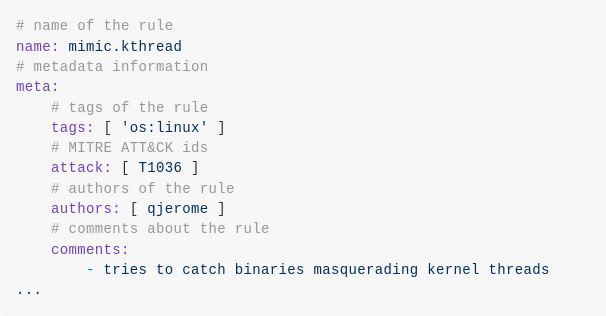 # name of the rule
name: mimic.kthread
# metadata information
meta:
    # tags of the rule
    tags: [ 'os:linux' ]
    # MITRE ATT&CK ids
    attack: [ T1036 ]
    # authors of the rule
    authors: [ qjerome ]
    # comments about the rule
    comments:
        - tries to catch binaries masquerading kernel threads
...